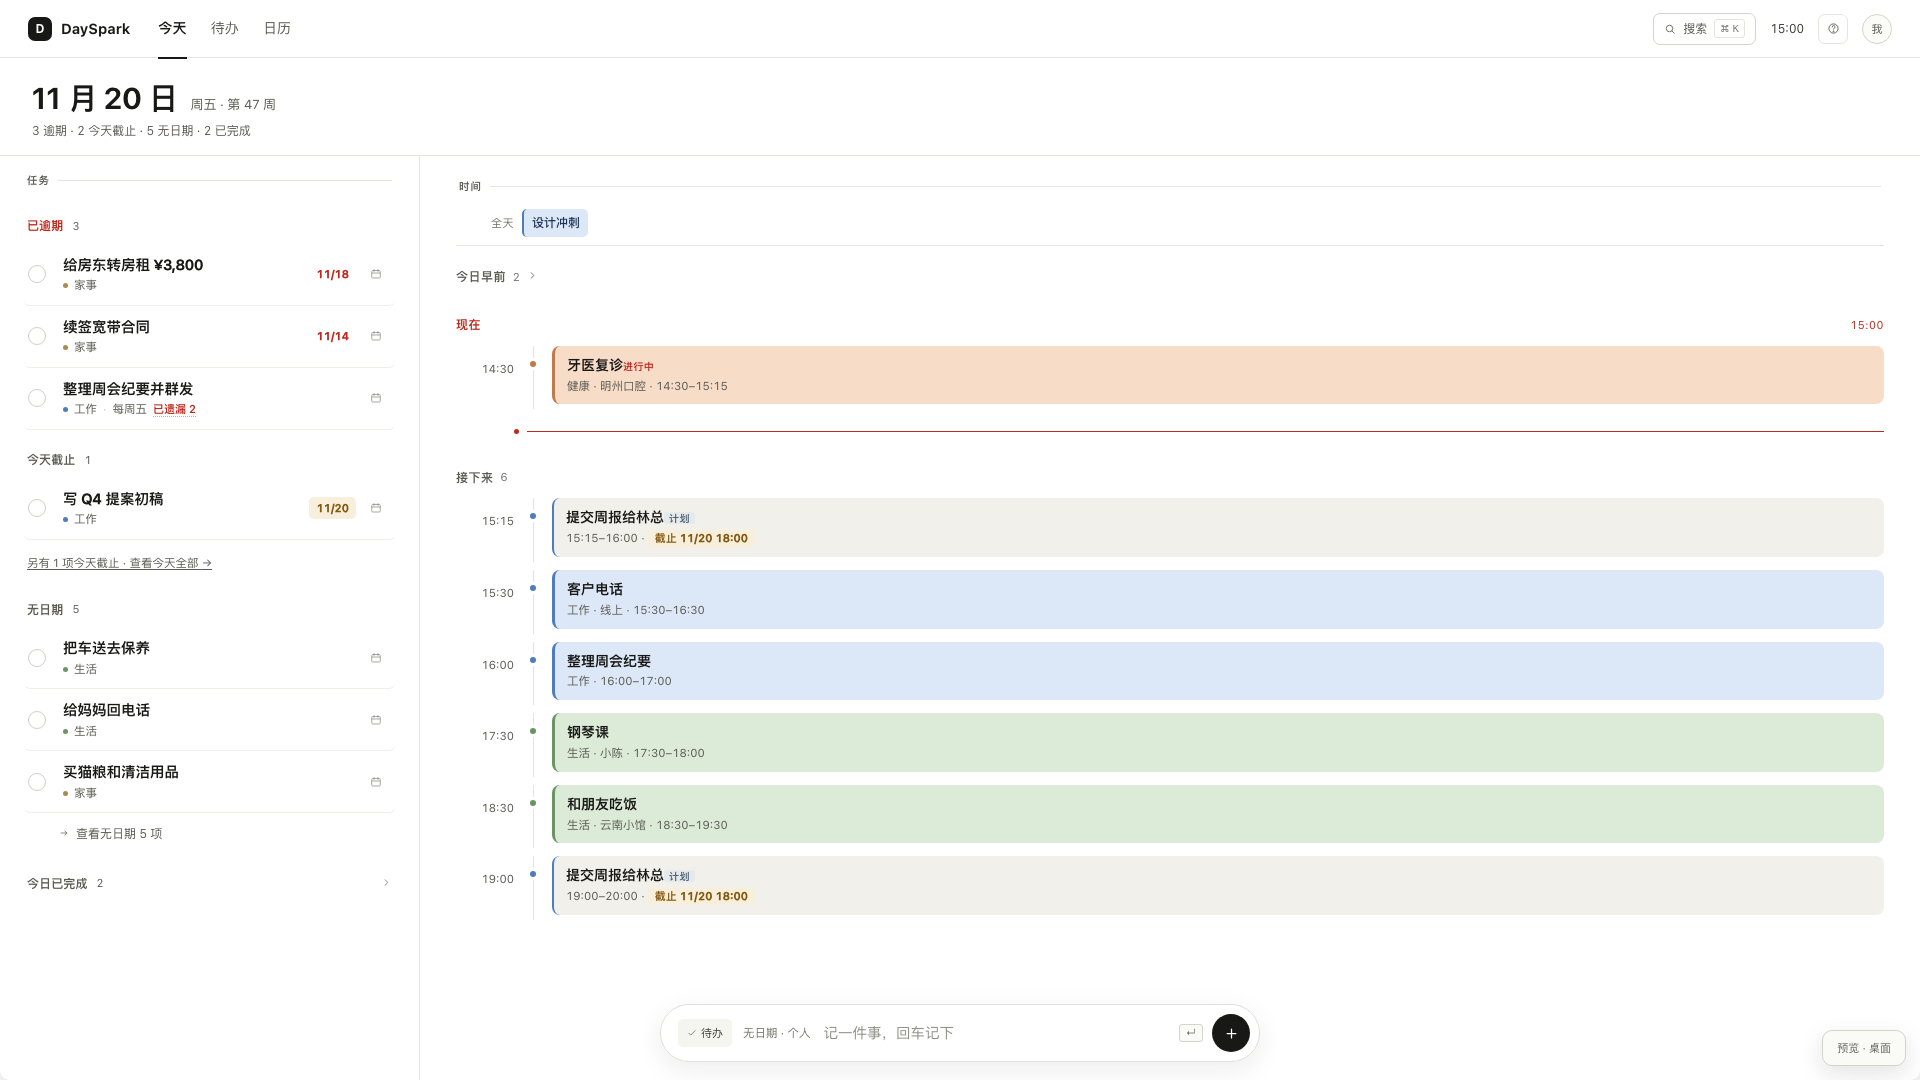 D DaySpark 今天 待办 日历 搜索 ⌘ K 15:00 我
11 月 20 日 周五 · 第 47 周
3 逾期 · 2 今天截止 · 5 无日期 · 2 已完成
任务
已逾期 3
给房东转房租 ¥3,800
家事
11/18
续签宽带合同
家事
11/14
整理周会纪要并群发
工作 · 每周五 已遗漏 2
今天截止 1
写 Q4 提案初稿
工作
11/20
另有 1 项今天截止 · 查看今天全部 →
无日期 5
把车送去保养
生活
给妈妈回电话
生活
买猫粮和清洁用品
家事
→ 查看无日期 5 项
今日已完成 2
时间
全天 设计冲刺
今日早前 2
现在 15:00
14:30
牙医复诊进行中
健康 · 明州口腔 · 14:30–15:15
接下来 6
15:15
提交周报给林总 计划
15:15–16:00 · 截止 11/20 18:00
15:30
客户电话
工作 · 线上 · 15:30–16:30
16:00
整理周会纪要
工作 · 16:00–17:00
17:30
钢琴课
生活 · 小陈 · 17:30–18:00
18:30
和朋友吃饭
生活 · 云南小馆 · 18:30–19:30
19:00
提交周报给林总 计划
19:00–20:00 · 截止 11/20 18:00
待办 无日期 · 个人 记一件事，回车记下
预览 · 桌面